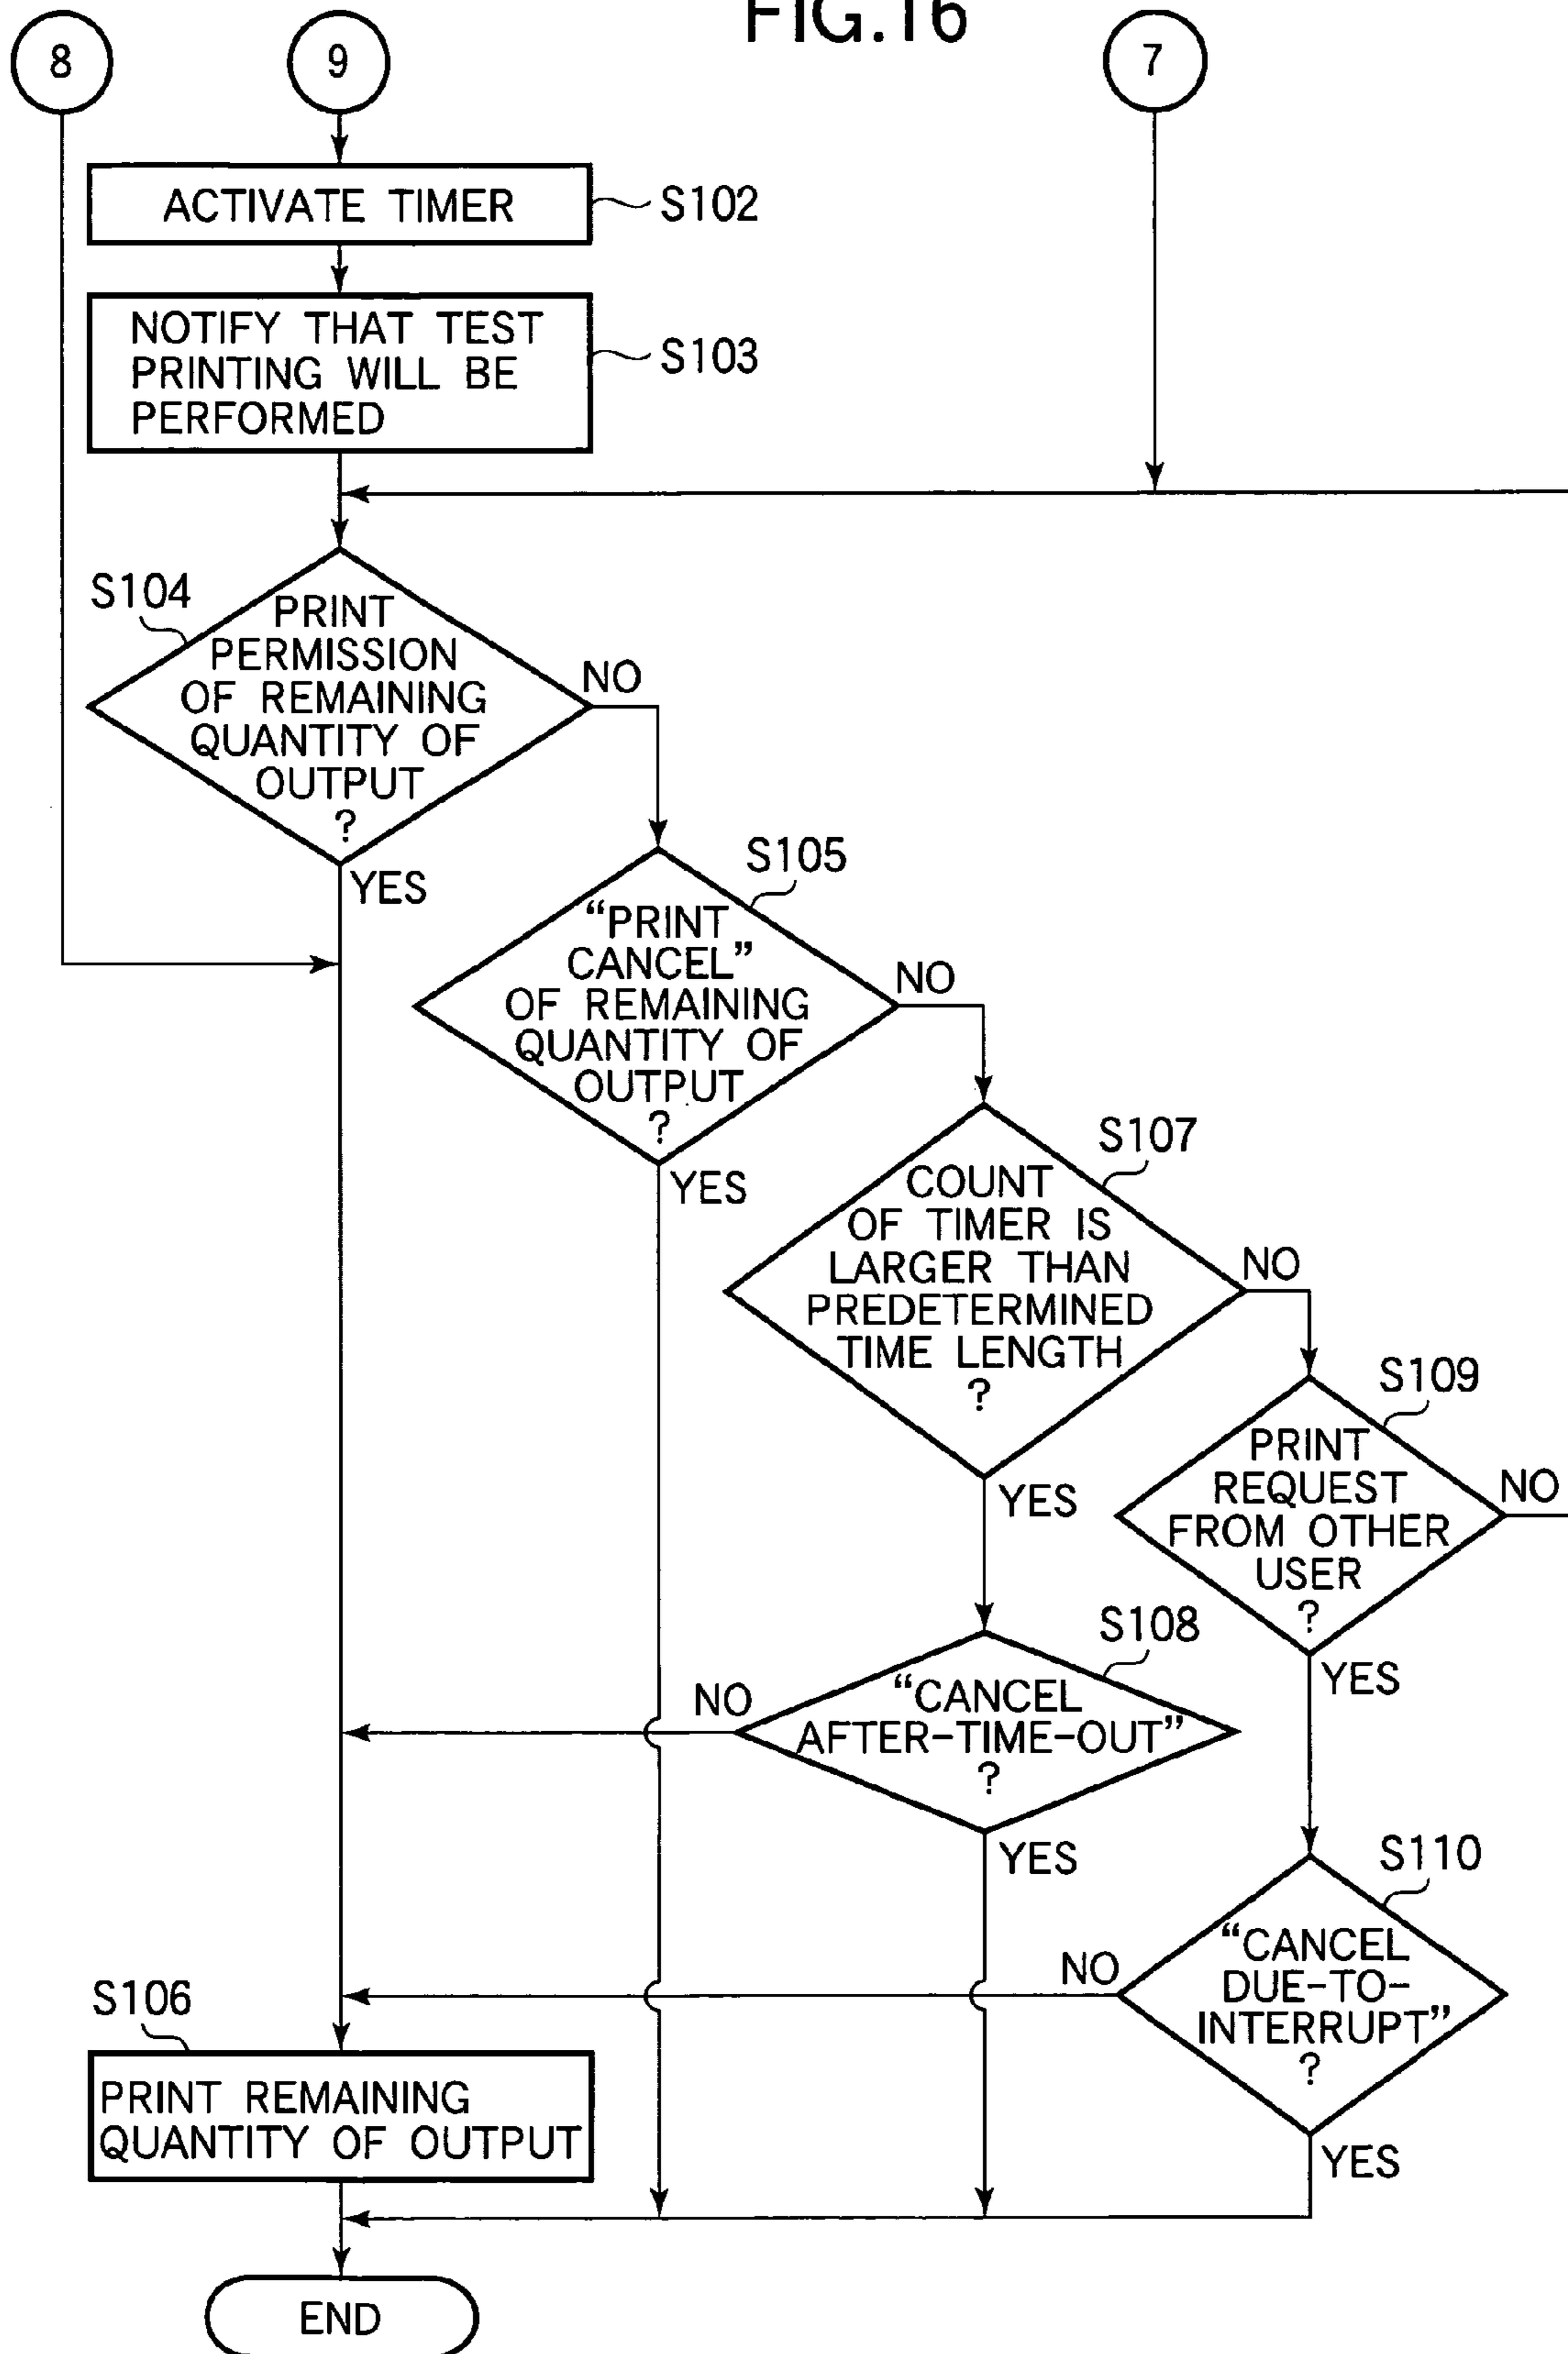 FIG.16
8
9
7
ACTIVATE TIMER
S102
NOTIFY THAT TEST
PRINTING WILL BE
PERFORMED
S103
S104
PRINT
PERMISSION
OF REMAINING
QUANTITY OF
OUTPUT
?
NO
YES
S105
“PRINT
CANCEL”
OF REMAINING
QUANTITY OF
OUTPUT
?
NO
YES
S107
COUNT
OF TIMER IS
LARGER THAN
PREDETERMINED
TIME LENGTH
?
NO
YES
S109
PRINT
REQUEST
FROM OTHER
USER
?
NO
YES
S108
“CANCEL
AFTER-TIME-OUT”
?
NO
YES
S110
“CANCEL
DUE-TO-
INTERRUPT”
?
NO
YES
S106
PRINT REMAINING
QUANTITY OF OUTPUT
END